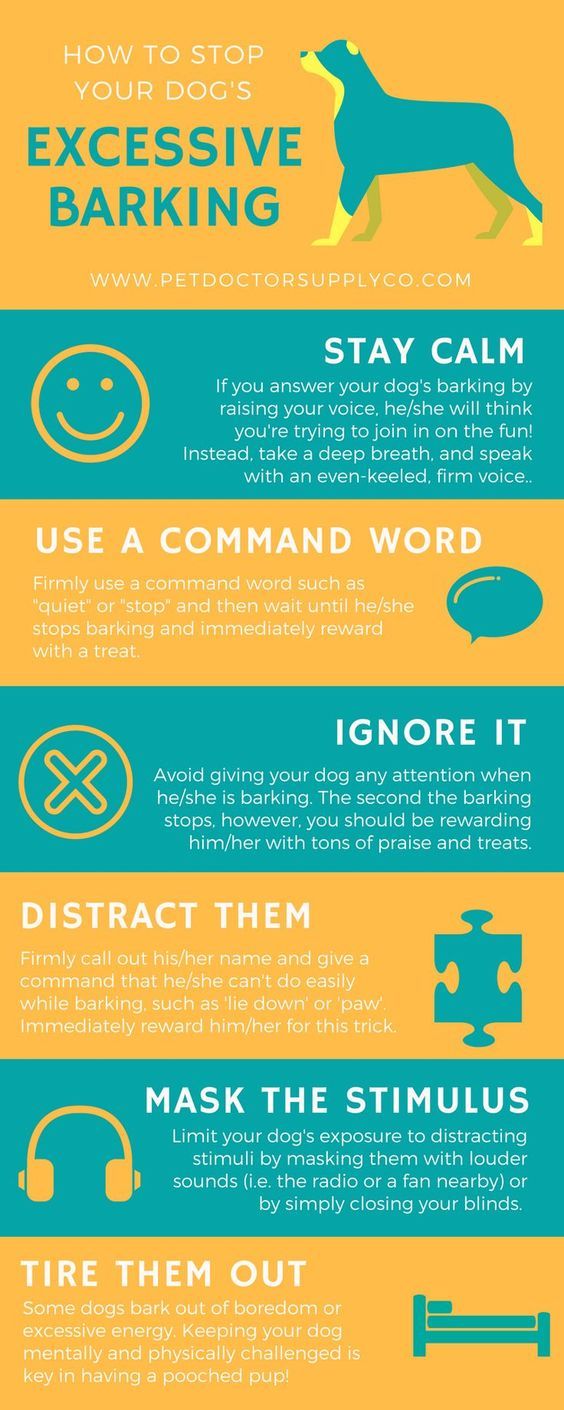 HOW TO STOP
YOUR DOG'S
EXCESSIVE
BARKING
WWW.PETDOCTORSUPPLYCO.COM
STAY CALM
If you answer your dog's barking by
raising your voice, he/she will think
you're trying to join in on the fun!
Instead, take a deep breath, and speak
with an even-keeled, firm voice..
USE A COMMAND WORD
Firmly use a command word such as
"quiet" or "stop" and then wait until he/she
stops barking and immediately reward
with a treat.
IGNORE IT
Avoid giving your dog any attention when
he/she is barking. The second the barking
stops, however, you should be rewarding
him/her with tons of praise and treats.
DISTRACT THEM
Firmly call out his/her name and give a
command that he/she can't do easily
while barking, such as 'lie down' or 'paw'.
Immediately reward him/her for this trick.
MASK THE STIMULUS
Limit your dog's exposure to distracting
stimuli by masking them with louder
sounds (i.e. the radio or a fan nearby) or
by simply closing your blinds.
TIRE THEM OUT
Some dogs bark out of boredom or
excessive energy. Keeping your dog
mentally and physically challenged is
key in having a pooched pup!